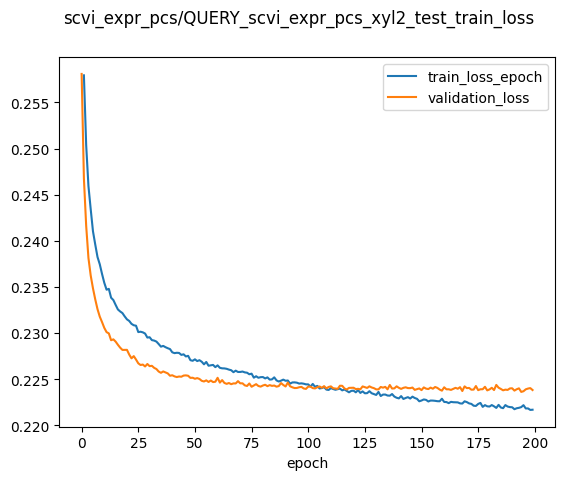 scvi_expr_pcs/QUERY_scvi_expr_pcs_xyl2_test_train_loss
train_loss_epoch
validation_loss
0.255
0.250
0.245
0.240
0.235
0.230
0.225
0.220
0 25 50 75 100 125 150 175 200
epoch